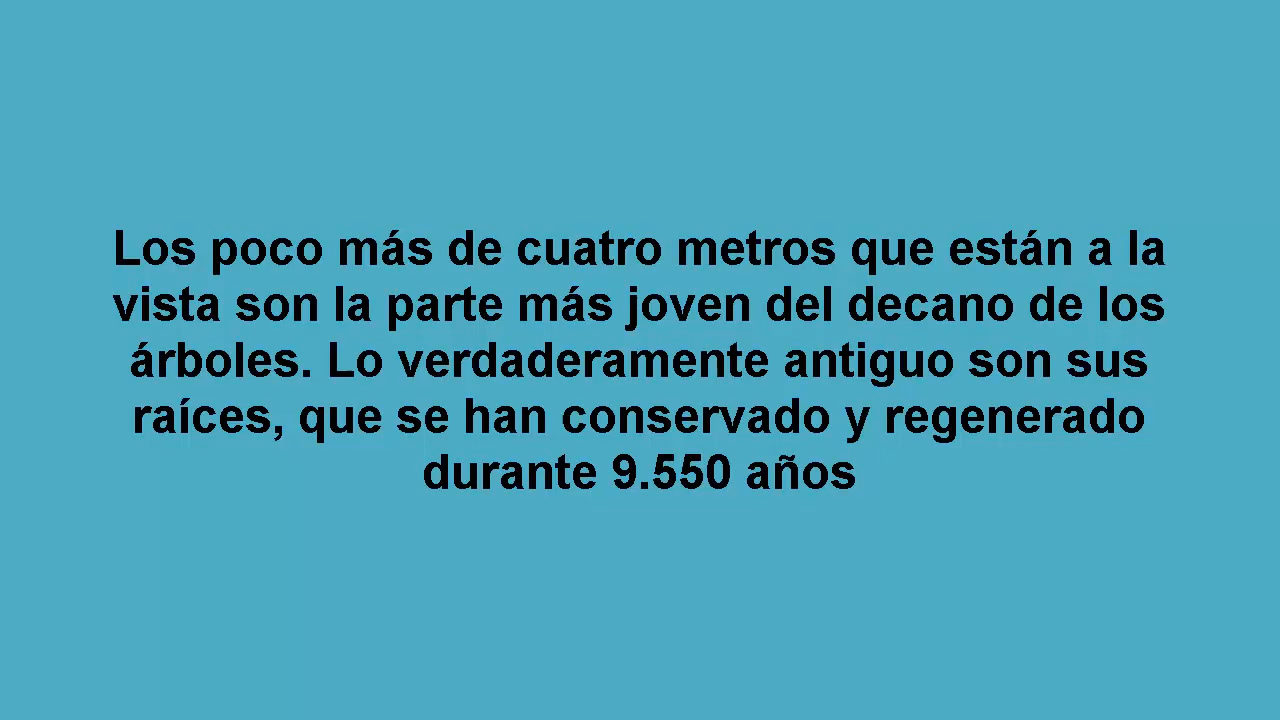 Los poco más de cuatro metros que están a la
vista son la parte más joven del decano de los
árboles. Lo verdaderamente antiguo son sus
raíces, que se han conservado y regenerado
durante 9.550 años